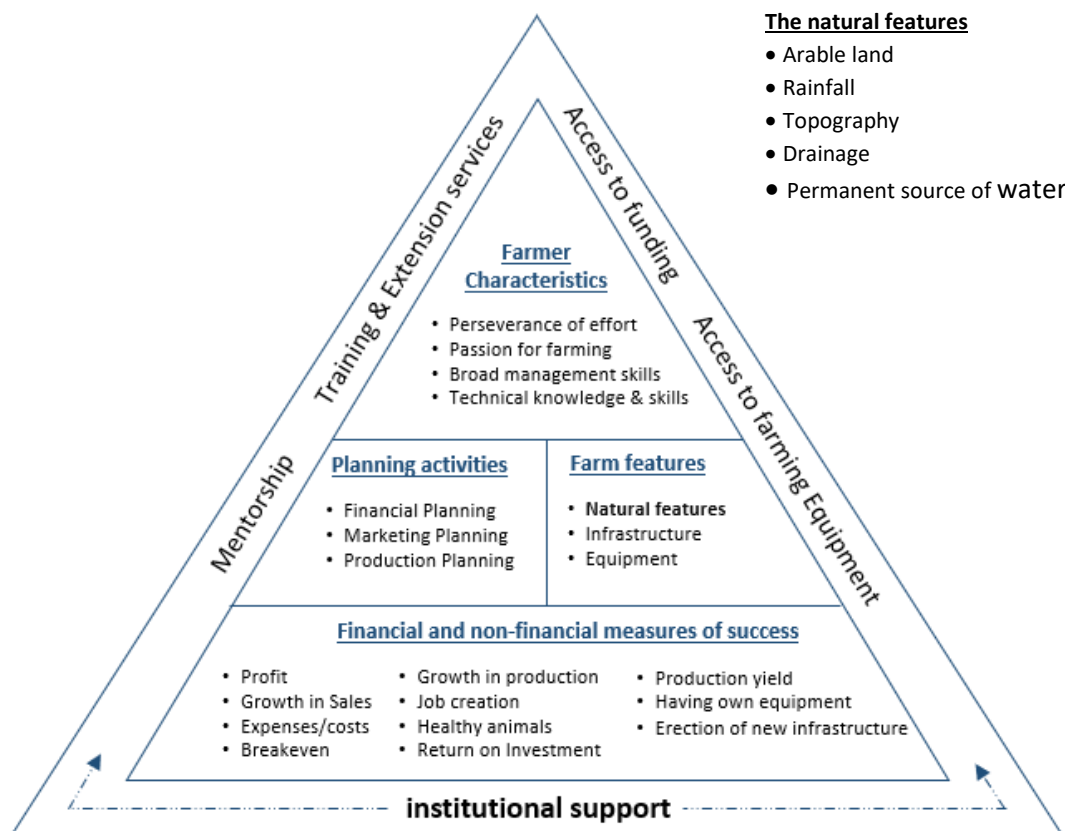 The natural features
• Arable land
• Rainfall
• Topography
• Drainage
• Permanent source of water
Training & Extension services
Mentorship
Access to funding
Access to farming Equipment
Farmer
Characteristics
• Perseverance of effort
• Passion for farming
• Broad management skills
• Technical knowledge & skills
Planning activities
• Financial Planning
• Marketing Planning
• Production Planning
Farm features
• Natural features
• Infrastructure
• Equipment
Financial and non-financial measures of success
• Profit
• Growth in Sales
• Expenses/costs
• Breakeven
• Growth in production
• Job creation
• Healthy animals
• Return on Investment
• Production yield
• Having own equipment
• Erection of new infrastructure
institutional support